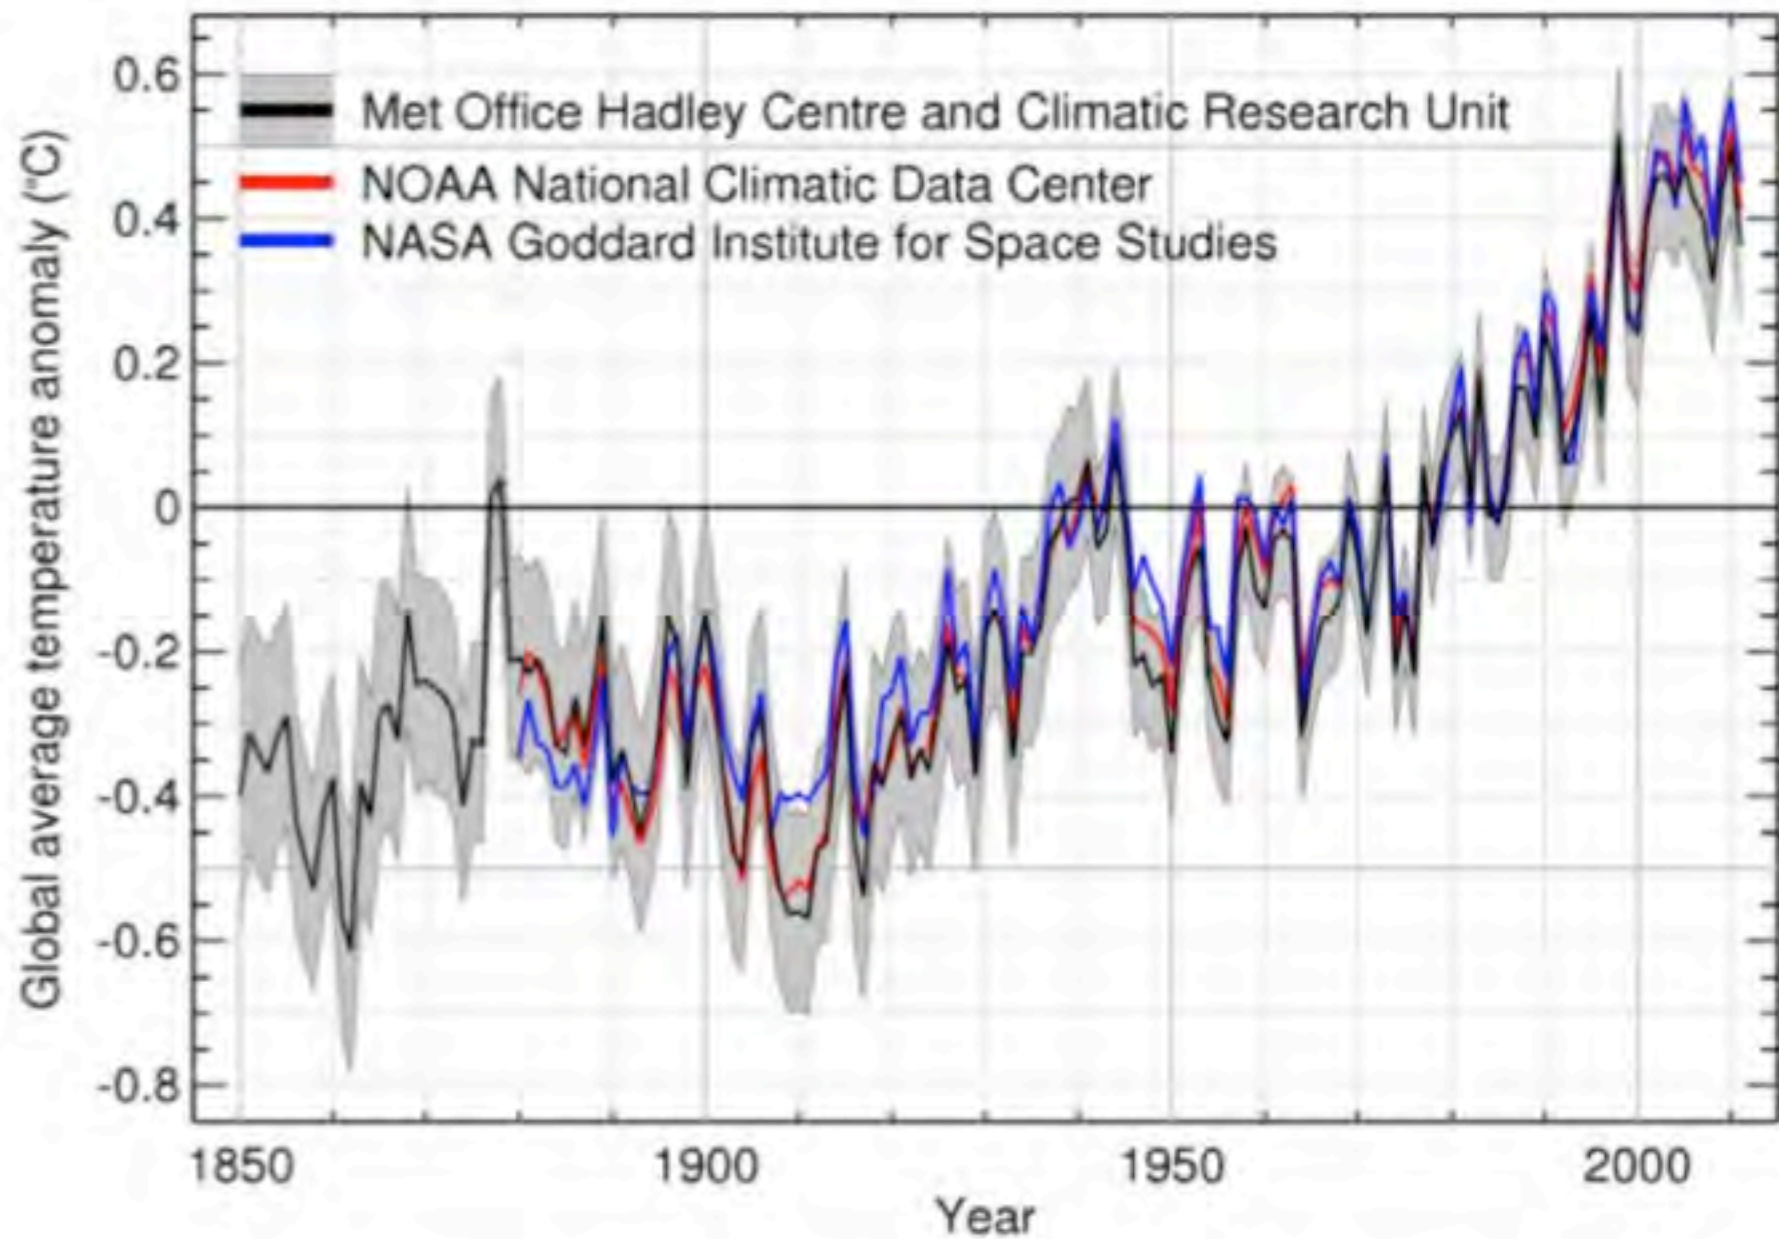 0.6
0.4
0.2
0
-0.2
-0.4
-0.6
-0.8
Global average temperature anomaly (°C)
Met Office Hadley Centre and Climatic Research Unit
NOAA National Climatic Data Center
NASA Goddard Institute for Space Studies
1850 1900 1950 2000
Year